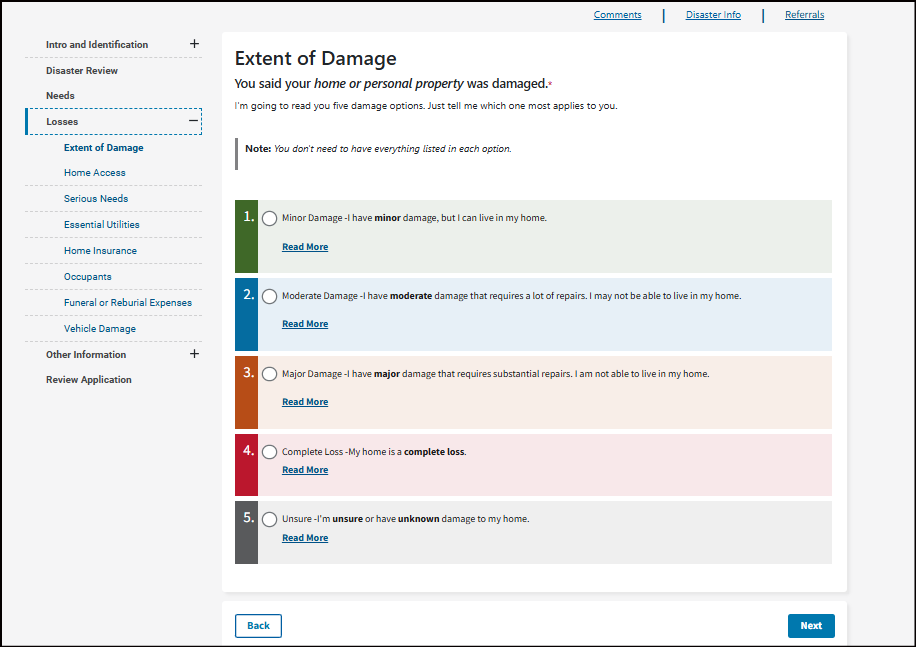 Comments | Disaster Info | Referrals
Intro and Identification +
Disaster Review
Needs
Losses −
Extent of Damage
Home Access
Serious Needs
Essential Utilities
Home Insurance
Occupants
Funeral or Reburial Expenses
Vehicle Damage
Other Information +
Review Application
Extent of Damage
You said your home or personal property was damaged.*
I'm going to read you five damage options. Just tell me which one most applies to you.
Note: You don't need to have everything listed in each option.
1. Minor Damage -I have minor damage, but I can live in my home.
Read More
2. Moderate Damage -I have moderate damage that requires a lot of repairs. I may not be able to live in my home.
Read More
3. Major Damage -I have major damage that requires substantial repairs. I am not able to live in my home.
Read More
4. Complete Loss -My home is a complete loss.
Read More
5. Unsure -I'm unsure or have unknown damage to my home.
Read More
Back
Next